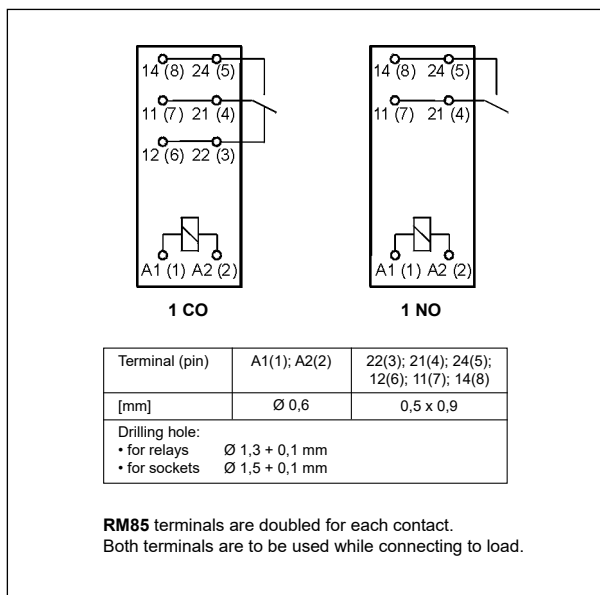 14 (8) 24 (5)
11 (7) 21 (4)
12 (6) 22 (3)
A1 (1) A2 (2)
1 CO
14 (8) 24 (5)
11 (7) 21 (4)
A1 (1) A2 (2)
1 NO
Terminal (pin) A1(1); A2(2) 22(3); 21(4); 24(5);
12(6); 11(7); 14(8)
[mm] Ø 0,6 0,5 x 0,9
Drilling hole:
• for relays Ø 1,3 + 0,1 mm
• for sockets Ø 1,5 + 0,1 mm
RM85 terminals are doubled for each contact.
Both terminals are to be used while connecting to load.